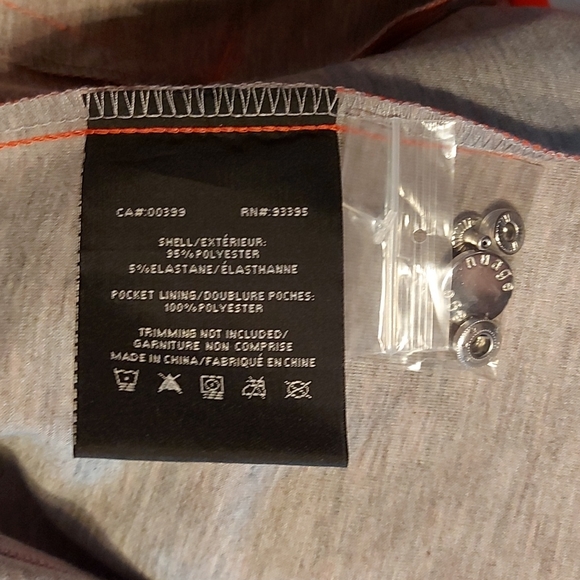 CA#:00399 RN#:93395
SHELL/EXTÉRIEUR:
95%POLYESTER
5%ELASTANE/ÉLASTHANNE
POCKET LINING/DOUBLURE POCHES:
100%POLYESTER
TRIMMING NOT INCLUDED/
GARNITURE NON COMPRISE
MADE IN CHINA/FABRIQUÉ EN CHINE
nuage